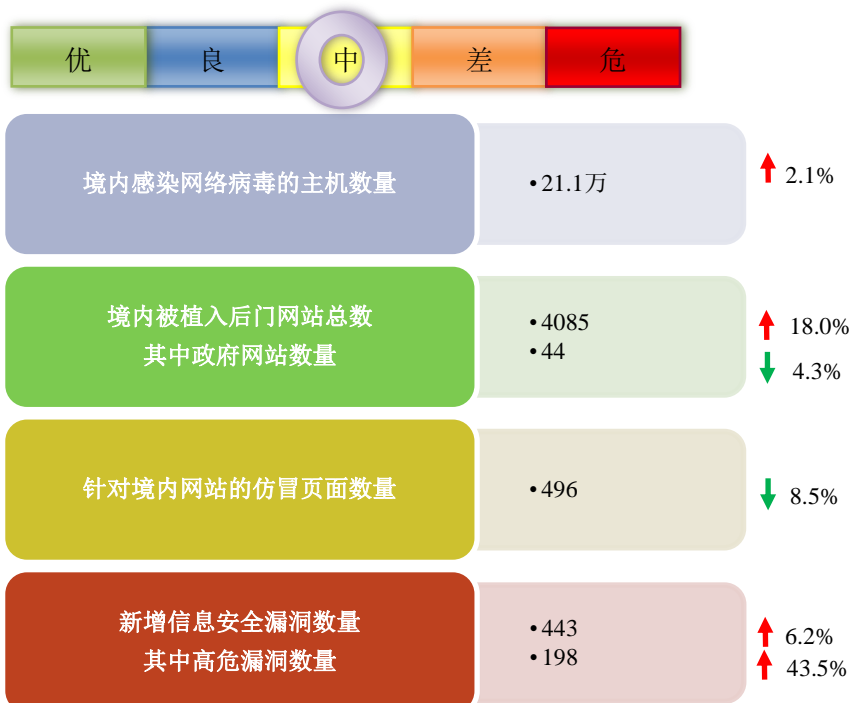 优 良 中 差 危
境内感染网络病毒的主机数量
•21.1万
2.1%
境内被植入后门网站总数
其中政府网站数量
•4085
•44
18.0%
4.3%
针对境内网站的仿冒页面数量
•496
8.5%
新增信息安全漏洞数量
其中高危漏洞数量
•443
•198
6.2%
43.5%